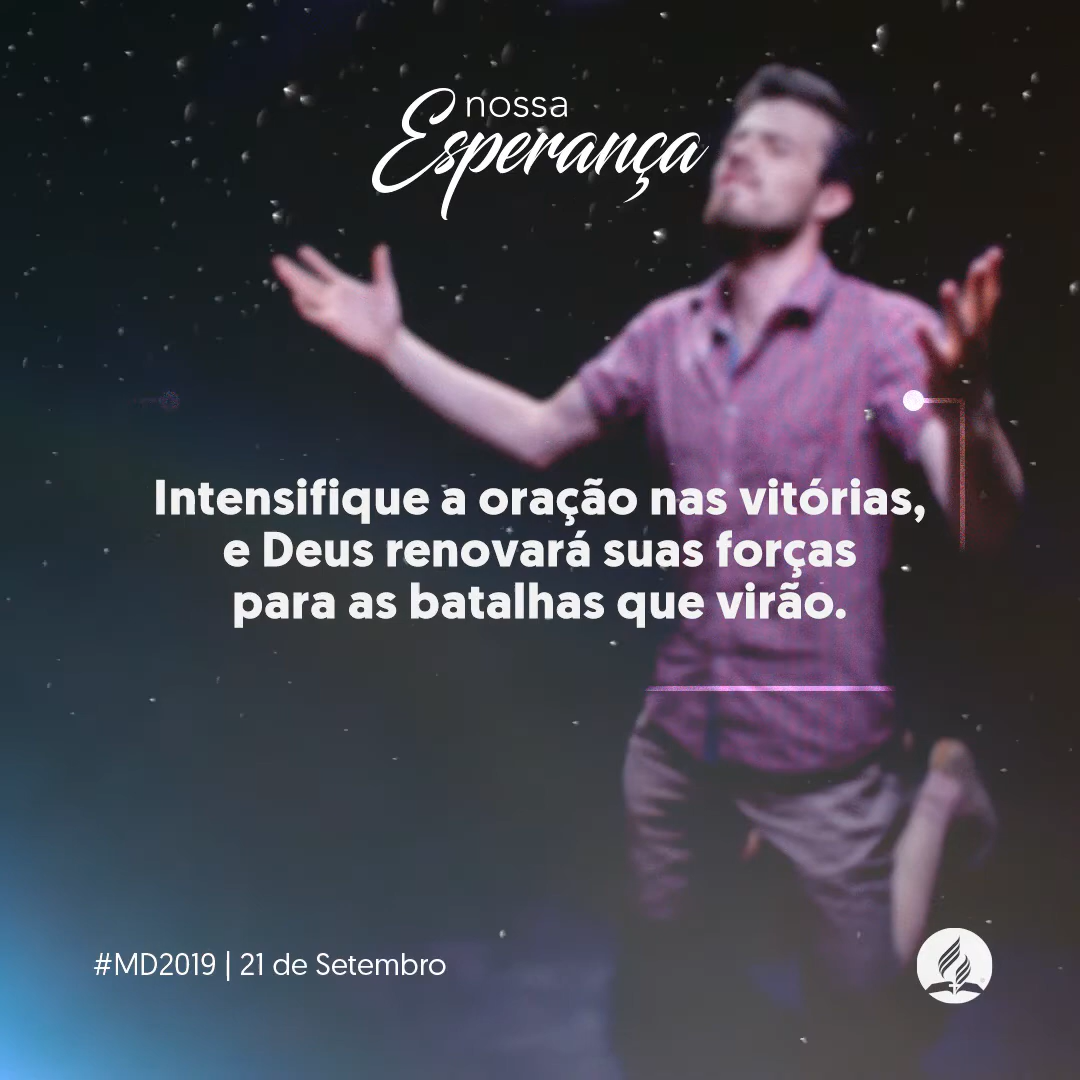 nossa
Esperança
Intensifique a oração nas vitórias,
e Deus renovará suas forças
para as batalhas que virão.
#MD2019 | 21 de Setembro